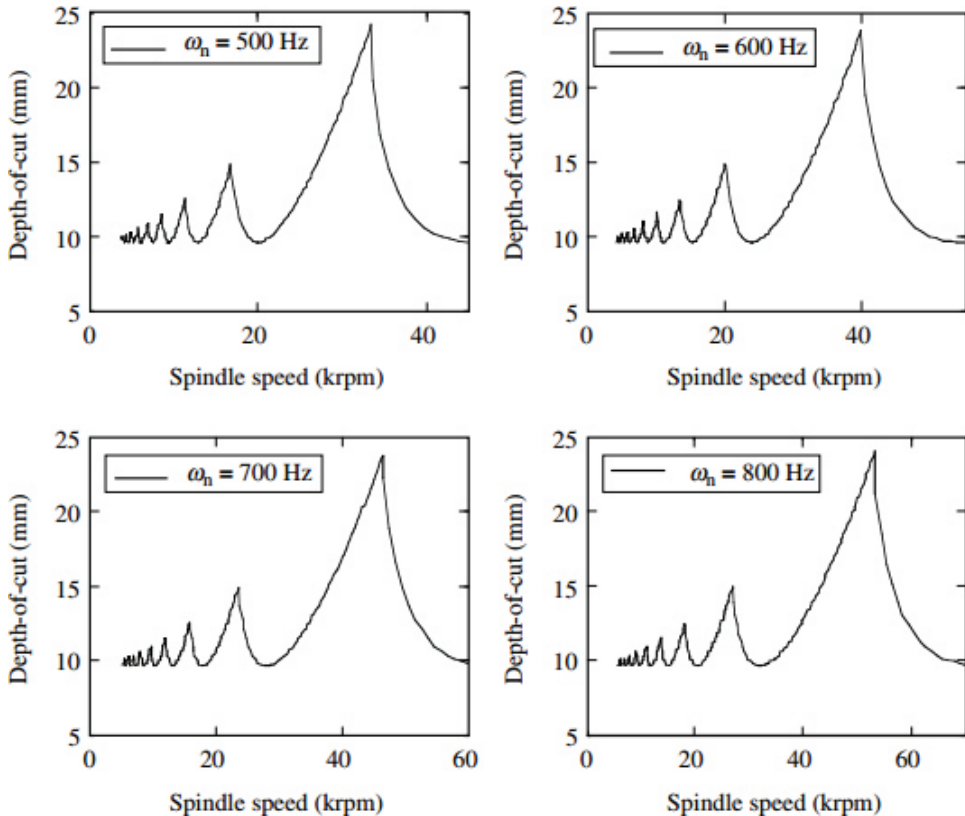 25
20
15
10
5
Depth-of-cut (mm)
ωn = 500 Hz
0
20
40
Spindle speed (krpm)
25
20
15
10
5
Depth-of-cut (mm)
ωn = 600 Hz
0
20
40
Spindle speed (krpm)
25
20
15
10
5
Depth-of-cut (mm)
ωn = 700 Hz
0
20
40
60
Spindle speed (krpm)
25
20
15
10
5
Depth-of-cut (mm)
ωn = 800 Hz
0
20
40
60
Spindle speed (krpm)